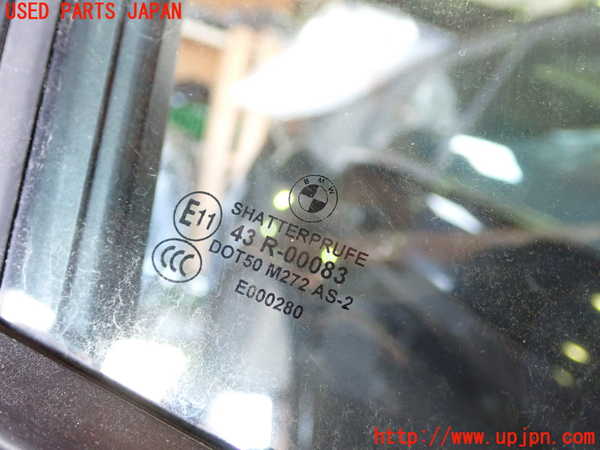 USED PARTS JAPAN
BMW
E11
SHATTERPRUFE
43 R-00083
CCC
DOT50 M272 AS-2
E000280
http://www.upjpn.com/